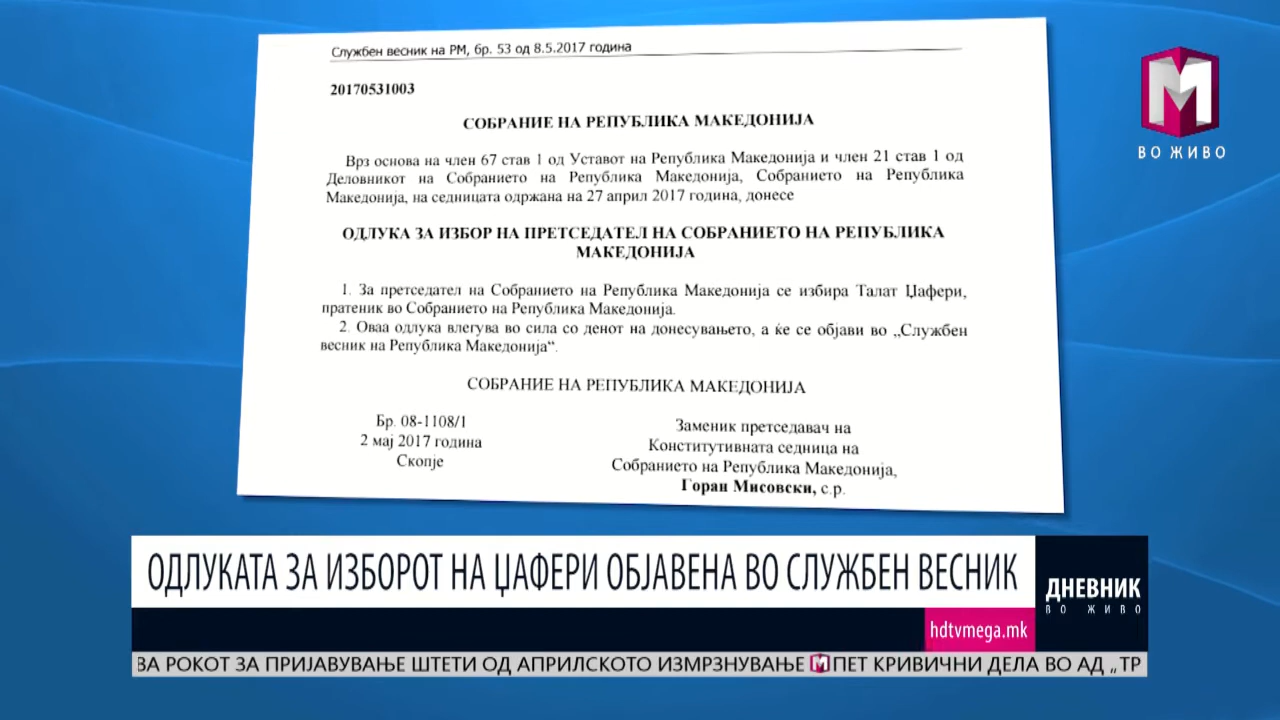 Службен весник на РМ, бр. 53 од 8.5.2017 година
20170531003
СОБРАНИЕ НА РЕПУБЛИКА МАКЕДОНИЈА
Врз основа на член 67 став 1 од Уставот на Република Македонија и член 21 став 1 од
Деловникот на Собранието на Република Македонија, Собранието на Република
Македонија, на седницата одржана на 27 април 2017 година, донесе
ОДЛУКА ЗА ИЗБОР НА ПРЕТСЕДАТЕЛ НА СОБРАНИЕТО НА РЕПУБЛИКА
МАКЕДОНИЈА
1. За претседател на Собранието на Република Македонија се избира Талат Џафери,
пратеник во Собранието на Република Македонија.
2. Оваа одлука влегува во сила со денот на донесувањето, а ќе се објави во „Службен
весник на Република Македонија“.
СОБРАНИЕ НА РЕПУБЛИКА МАКЕДОНИЈА
Бр. 08-1108/1
2 мај 2017 година
Скопје
Заменик претседавач на
Конститутивната седница на
Собранието на Република Македонија,
Горан Мисовски, с.р.
М
ВО ЖИВО
ОДЛУКАТА ЗА ИЗБОРОТ НА ЏАФЕРИ ОБЈАВЕНА ВО СЛУЖБЕН ВЕСНИК
ДНЕВНИК
ВО ЖИВО
hdtvmega.mk
ВА РОКОТ ЗА ПРИЈАВУВАЊЕ ШТЕТИ ОД АПРИЛСКОТО ИЗМРЗНУВАЊЕ М ПЕТ КРИВИЧНИ ДЕЛА ВО АД „ТР